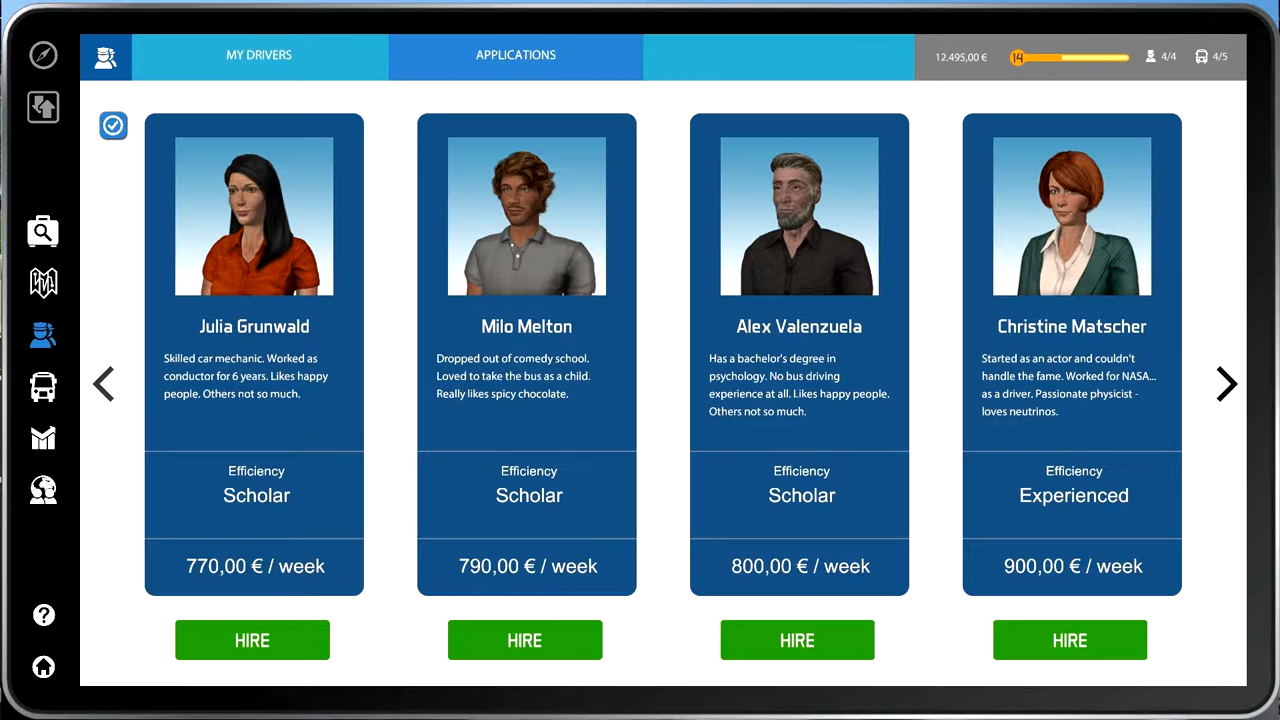 MY DRIVERS
APPLICATIONS
12.495,00 €
14
4/4
4/5
Julia Grunwald
Skilled car mechanic. Worked as
conductor for 6 years. Likes happy
people. Others not so much.
Efficiency
Scholar
770,00 € / week
HIRE
Milo Melton
Dropped out of comedy school.
Loved to take the bus as a child.
Really likes spicy chocolate.
Efficiency
Scholar
790,00 € / week
HIRE
Alex Valenzuela
Has a bachelor's degree in
psychology. No bus driving
experience at all. Likes happy people.
Others not so much.
Efficiency
Scholar
800,00 € / week
HIRE
Christine Matscher
Started as an actor and couldn't
handle the fame. Worked for NASA...
as a driver. Passionate physicist -
loves neutrinos.
Efficiency
Experienced
900,00 € / week
HIRE
?